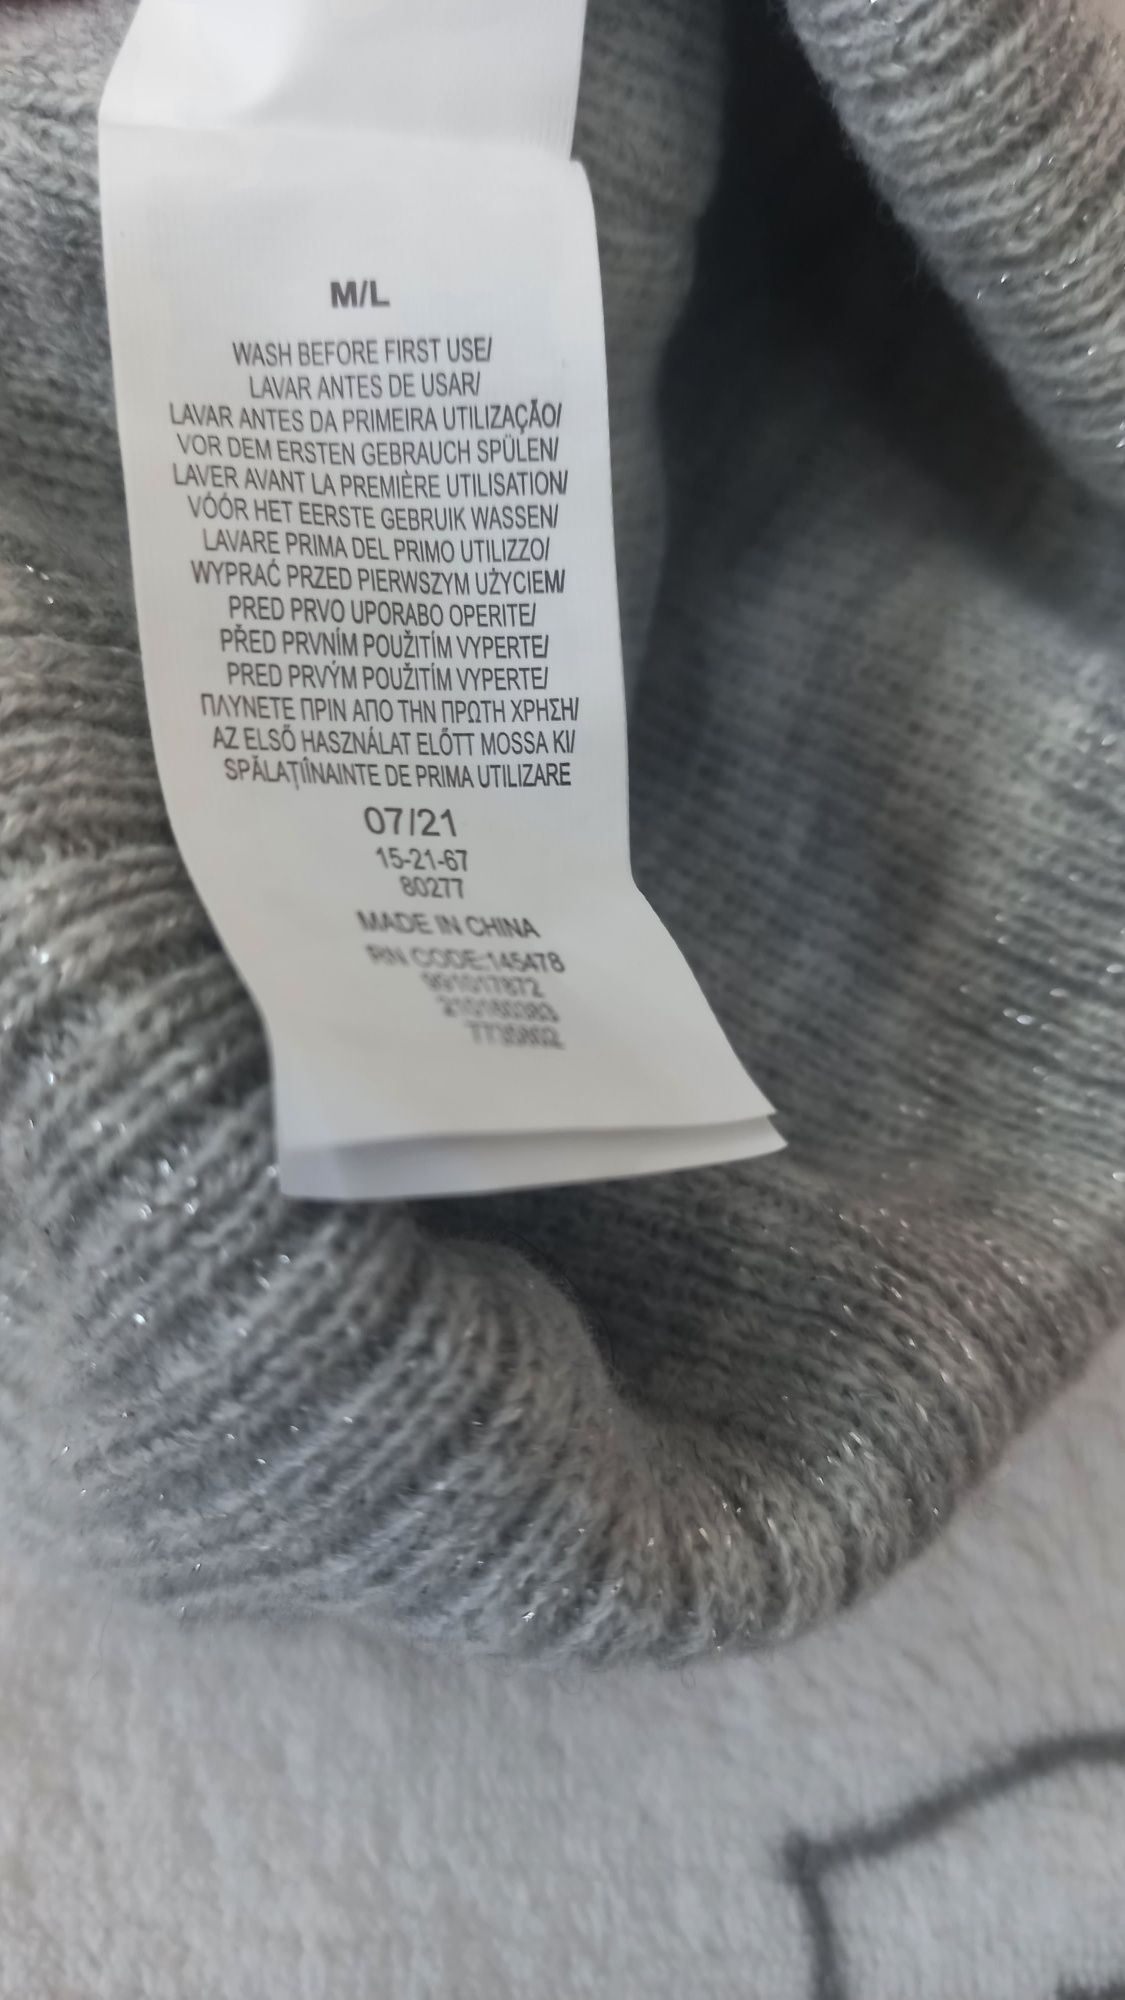 M/L
WASH BEFORE FIRST USE/
LAVAR ANTES DE USAR/
LAVAR ANTES DA PRIMEIRA UTILIZAÇÃO/
VOR DEM ERSTEN GEBRAUCH SPÜLEN/
LAVER AVANT LA PREMIÈRE UTILISATION/
VÓÓR HET EERSTE GEBRUIK WASSEN/
LAVARE PRIMA DEL PRIMO UTILIZZO/
WYPRAĆ PRZED PIERWSZYM UŻYCIEM/
PRED PRVO UPORABO OPERITE/
PŘED PRVNÍM POUŽITÍM VYPERTE/
PRED PRVÝM POUŽITÍM VYPERTE/
ΠΛΥΝΕΤΕ ΠΡΙΝ ΑΠΟ ΤΗΝ ΠΡΩΤΗ ΧΡΗΣΗ/
AZ ELSŐ HASZNÁLAT ELŐTT MOSSA KI/
SPĂLAȚIÎNAINTE DE PRIMA UTILIZARE
07/21
15-21-67
80277
MADE IN CHINA
RN CODE:145478
991017872
210160383